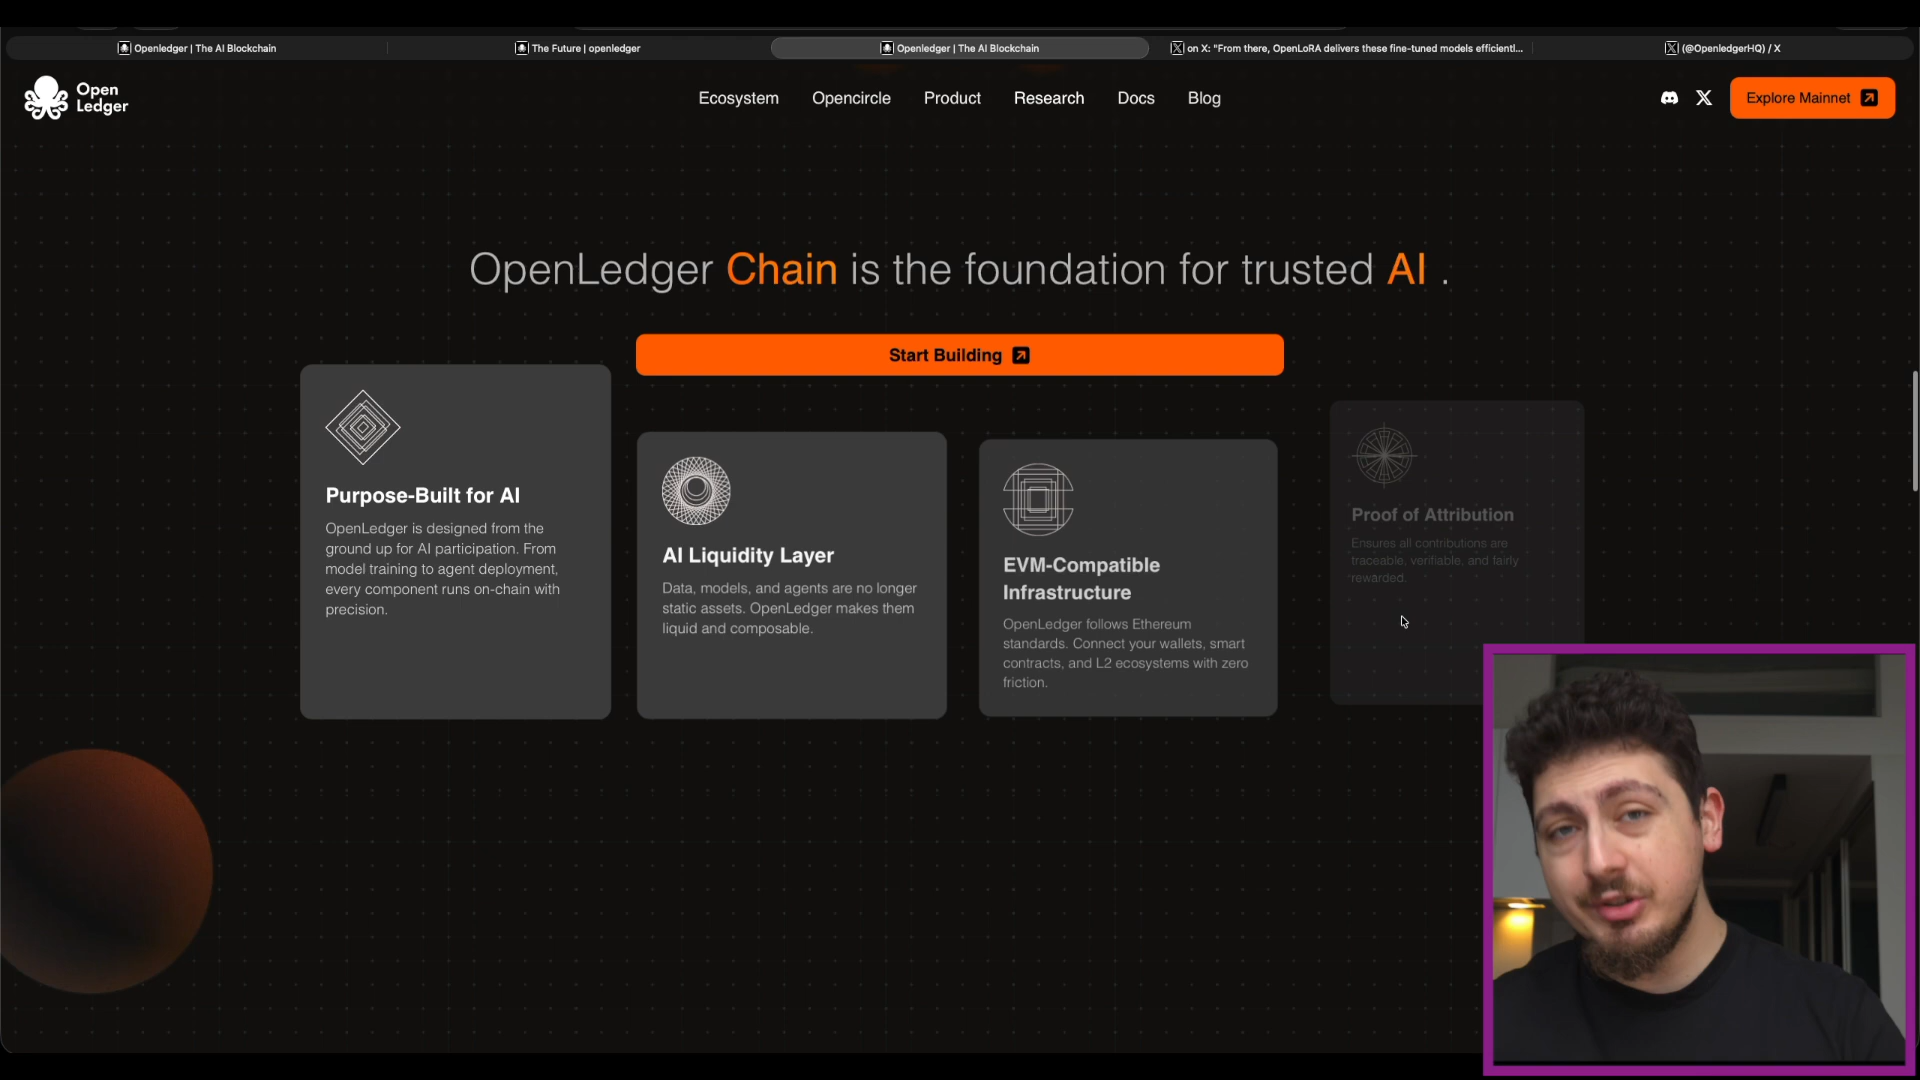 Openledger | The AI Blockchain
The Future | openledger
Openledger | The AI Blockchain
on X: "From there, OpenLoRA delivers these fine-tuned models efficientl...
(@OpenledgerHQ) / X
Open
Ledger
Ecosystem
Opencircle
Product
Research
Docs
Blog
Explore Mainnet
OpenLedger Chain is the foundation for trusted AI .
Start Building
Purpose-Built for AI
OpenLedger is designed from the
ground up for AI participation. From
model training to agent deployment,
every component runs on-chain with
precision.
AI Liquidity Layer
Data, models, and agents are no longer
static assets. OpenLedger makes them
liquid and composable.
EVM-Compatible
Infrastructure
OpenLedger follows Ethereum
standards. Connect your wallets, smart
contracts, and L2 ecosystems with zero
friction.
Proof of Attribution
Ensures all contributions are
traceable, verifiable, and fairly
rewarded.